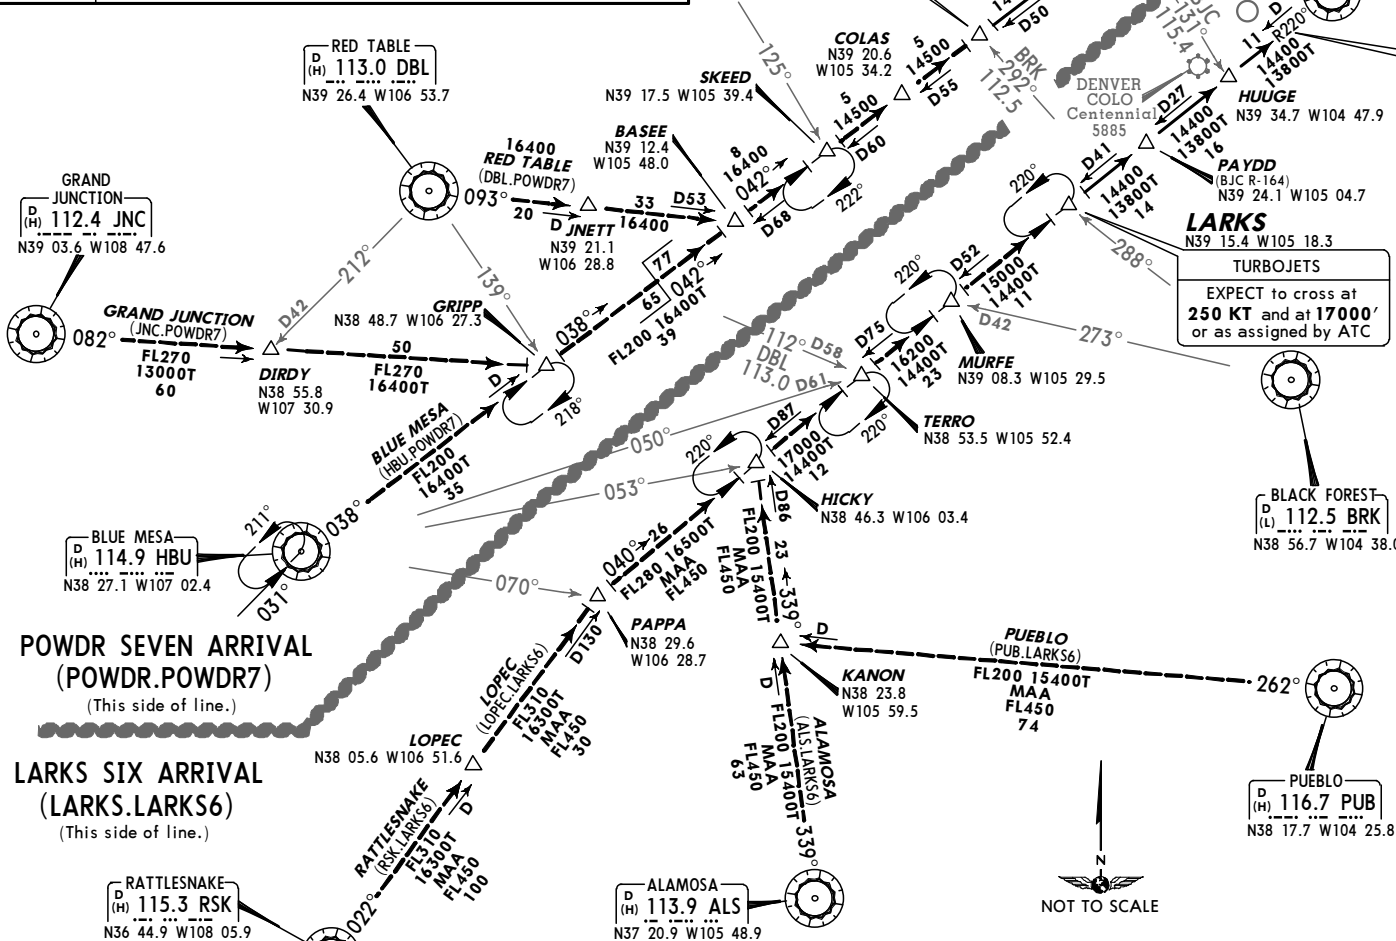 RED TABLE
D
(H) 113.0 DBL
N39 26.4 W106 53.7
GRAND
JUNCTION
D
(H) 112.4 JNC
N39 03.6 W108 47.6
082°
GRAND JUNCTION
(JNC.POWDR7)
FL270
13000T
60
D42
212°
139°
DIRDY
N38 55.8
W107 30.9
50
FL270
16400T
GRIPP
N38 48.7 W106 27.3
D
218°
093°
16400
RED TABLE
(DBL.POWDR7)
20
D
JNETT
N39 21.1
W106 28.8
33
16400
D53
BASEE
N39 12.4
W105 48.0
77
65
038°
042°
FL200 16400T
39
8
16400
042°
D68
SKEED
N39 17.5 W105 39.4
125°
222°
5
14500
D60
COLAS
N39 20.6
W105 34.2
5
14500
D55
D50
BRK
292°
112.5
BJC
131°
115.4
DENVER
COLO
Centennial
5885
11
14400
13800T
D
R220°
HUUGE
N39 34.7 W104 47.9
D27
14400
13800T
16
PAYDD
(BJC R-164)
N39 24.1 W105 04.7
D41
14400
13800T
14
220°
LARKS
N39 15.4 W105 18.3
TURBOJETS
EXPECT to cross at
250 KT and at 17000'
or as assigned by ATC
288°
273°
D42
D52
15000
14400T
11
220°
MURFE
N39 08.3 W105 29.5
D75
16200
14400T
23
112°
D58
DBL
113.0
D61
TERRO
N38 53.5 W105 52.4
220°
D87
17000
14400T
12
220°
HICKY
N38 46.3 W106 03.4
050°
053°
070°
BLUE MESA
(HBU.POWDR7)
FL200
16400T
35
038°
211°
031°
BLUE MESA
D
(H) 114.9 HBU
N38 27.1 W107 02.4
040°
26
FL280 16500T
MAA
FL450
D86
23
339°
FL200 15400T
MAA
FL450
PAPPA
N38 29.6
W106 28.7
D130
BLACK FOREST
D
(L) 112.5 BRK
N38 56.7 W104 38.0
POWDR SEVEN ARRIVAL
(POWDR.POWDR7)
(This side of line.)
LARKS SIX ARRIVAL
(LARKS.LARKS6)
(This side of line.)
LOPEC
(LOPEC.LARKS6)
FL310
16300T
MAA
FL450
30
LOPEC
N38 05.6 W106 51.6
D
RATTLESNAKE
(RSK.LARKS6)
FL310
16300T
MAA
FL450
100
022°
RATTLESNAKE
D
(H) 115.3 RSK
N36 44.9 W108 05.9
KANON
N38 23.8
W105 59.5
D
PUEBLO
(PUB.LARKS6)
FL200 15400T
MAA
FL450
74
262°
PUEBLO
D
(H) 116.7 PUB
N38 17.7 W104 25.8
D
ALAMOSA
(ALS.LARKS6)
FL200 15400T
MAA
FL450
63
339°
ALAMOSA
D
(H) 113.9 ALS
N37 20.9 W105 48.9
N
NOT TO SCALE